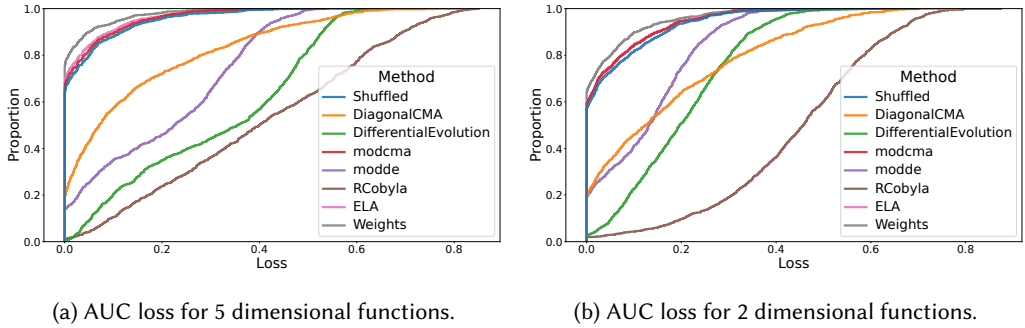 1.0
0.8
0.6
0.4
0.2
0.0
Proportion
0.0 0.2 0.4 0.6 0.8
Loss
Method
Shuffled
DiagonalCMA
DifferentialEvolution
modcma
modde
RCobyla
ELA
Weights
(a) AUC loss for 5 dimensional functions.
1.0
0.8
0.6
0.4
0.2
0.0
Proportion
0.0 0.2 0.4 0.6 0.8
Loss
Method
Shuffled
DiagonalCMA
DifferentialEvolution
modcma
modde
RCobyla
ELA
Weights
(b) AUC loss for 2 dimensional functions.